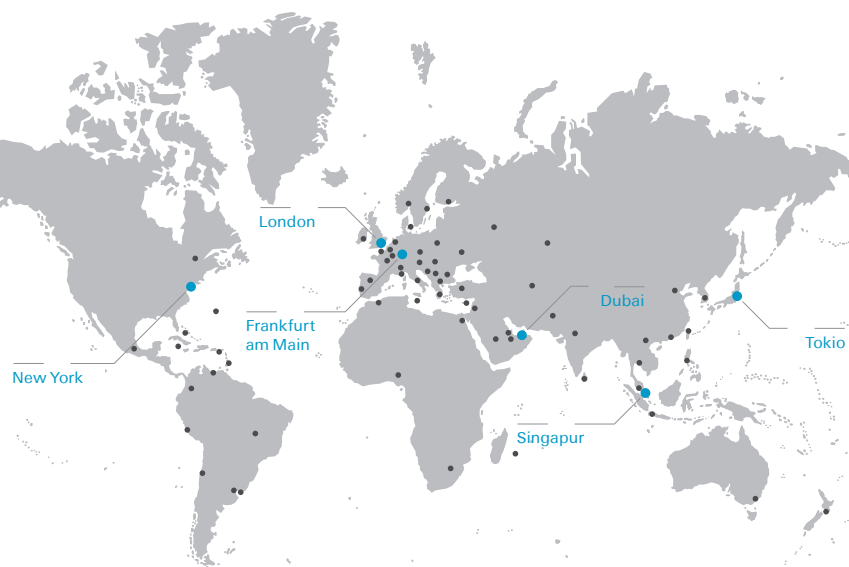 London
Dubai
Frankfurt
am Main
Tokio
New York
Singapur